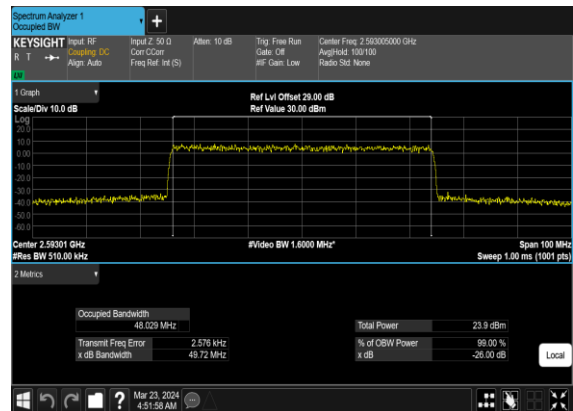 Spectrum Analyzer 1
Occupied BW
KEYSIGHT
R T
LW
Input: RF
Coupling: DC
Align: Auto
Input Z: 50 Ω
Corr CCorr
Freq Ref: Int (S)
Atten: 10 dB
Trig: Free Run
Gate: Off
#IF Gain: Low
Center Freq: 2.593005000 GHz
Avg|Hold: 100/100
Radio Std: None
1 Graph
Scale/Div 10.0 dB
Ref Lvl Offset 29.00 dB
Ref Value 30.00 dBm
Log
20.0
10.0
0.00
-10.0
-20.0
-30.0
-40.0
-50.0
-60.0
Center 2.59301 GHz
#Res BW 510.00 kHz
#Video BW 1.6000 MHz*
Span 100 MHz
Sweep 1.00 ms (1001 pts)
2 Metrics
Occupied Bandwidth
48.029 MHz
Total Power 23.9 dBm
Transmit Freq Error 2.576 kHz
% of OBW Power 99.00 %
x dB Bandwidth 49.72 MHz
x dB -26.00 dB
Local
?
Mar 23, 2024
4:51:58 AM